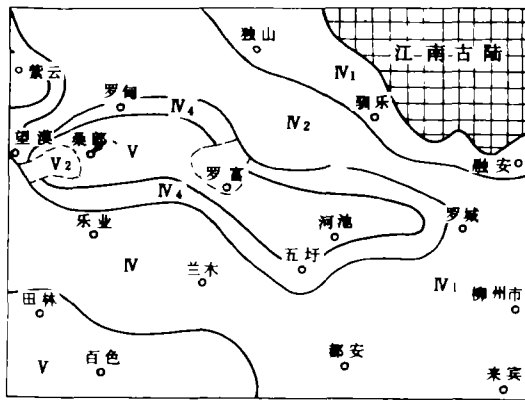 独山
江南古陆
Ⅳ1
紫云
罗甸
驯乐
Ⅳ4
Ⅳ2
望漠
桑郎
Ⅴ
Ⅴ2
融安
罗富
Ⅳ4
罗城
乐业
河池
五圩
Ⅳ
兰木
Ⅳ1
田林
柳州市
百色
都安
Ⅴ
来宾